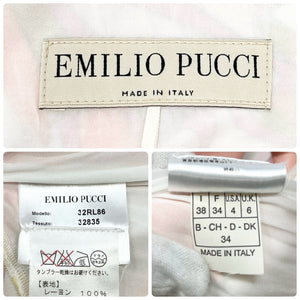 EMILIO PUCCI
MADE IN ITALY
EMILIO PUCCI
Modello: 32RL86
Tessuto: 32835
タンブラー乾燥はお避け下さい
【表地】
レーヨン 100%
I F U.S.A. U.K.
38 34 4 6
B - CH - D - DK
34
MADE IN ITALY